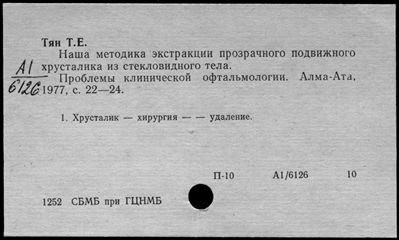 Тян Т.Е.
Наша методика экстракции прозрачного подвижного
хрусталика из стекловидного тела.
А1
6126
Проблемы клинической офтальмологии. Алма-Ата,
1977, с. 22—24.
1. Хрусталик — хирургия — — удаление.
П-10 А1/6126 10
1252 СБМБ при ГЦНМБ